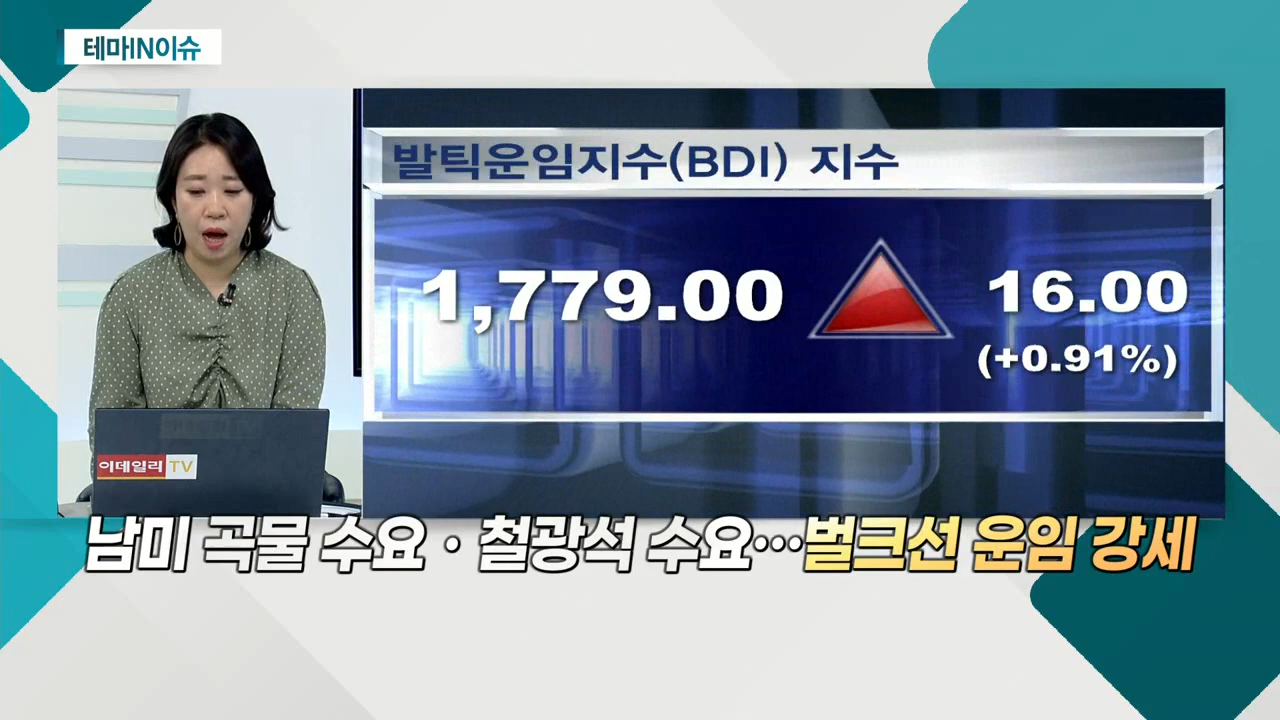 테마IN이슈
발틱운임지수(BDI) 지수
1,779.00
16.00
(+0.91%)
이데일리 TV
남미 곡물 수요 · 철광석 수요…벌크선 운임 강세